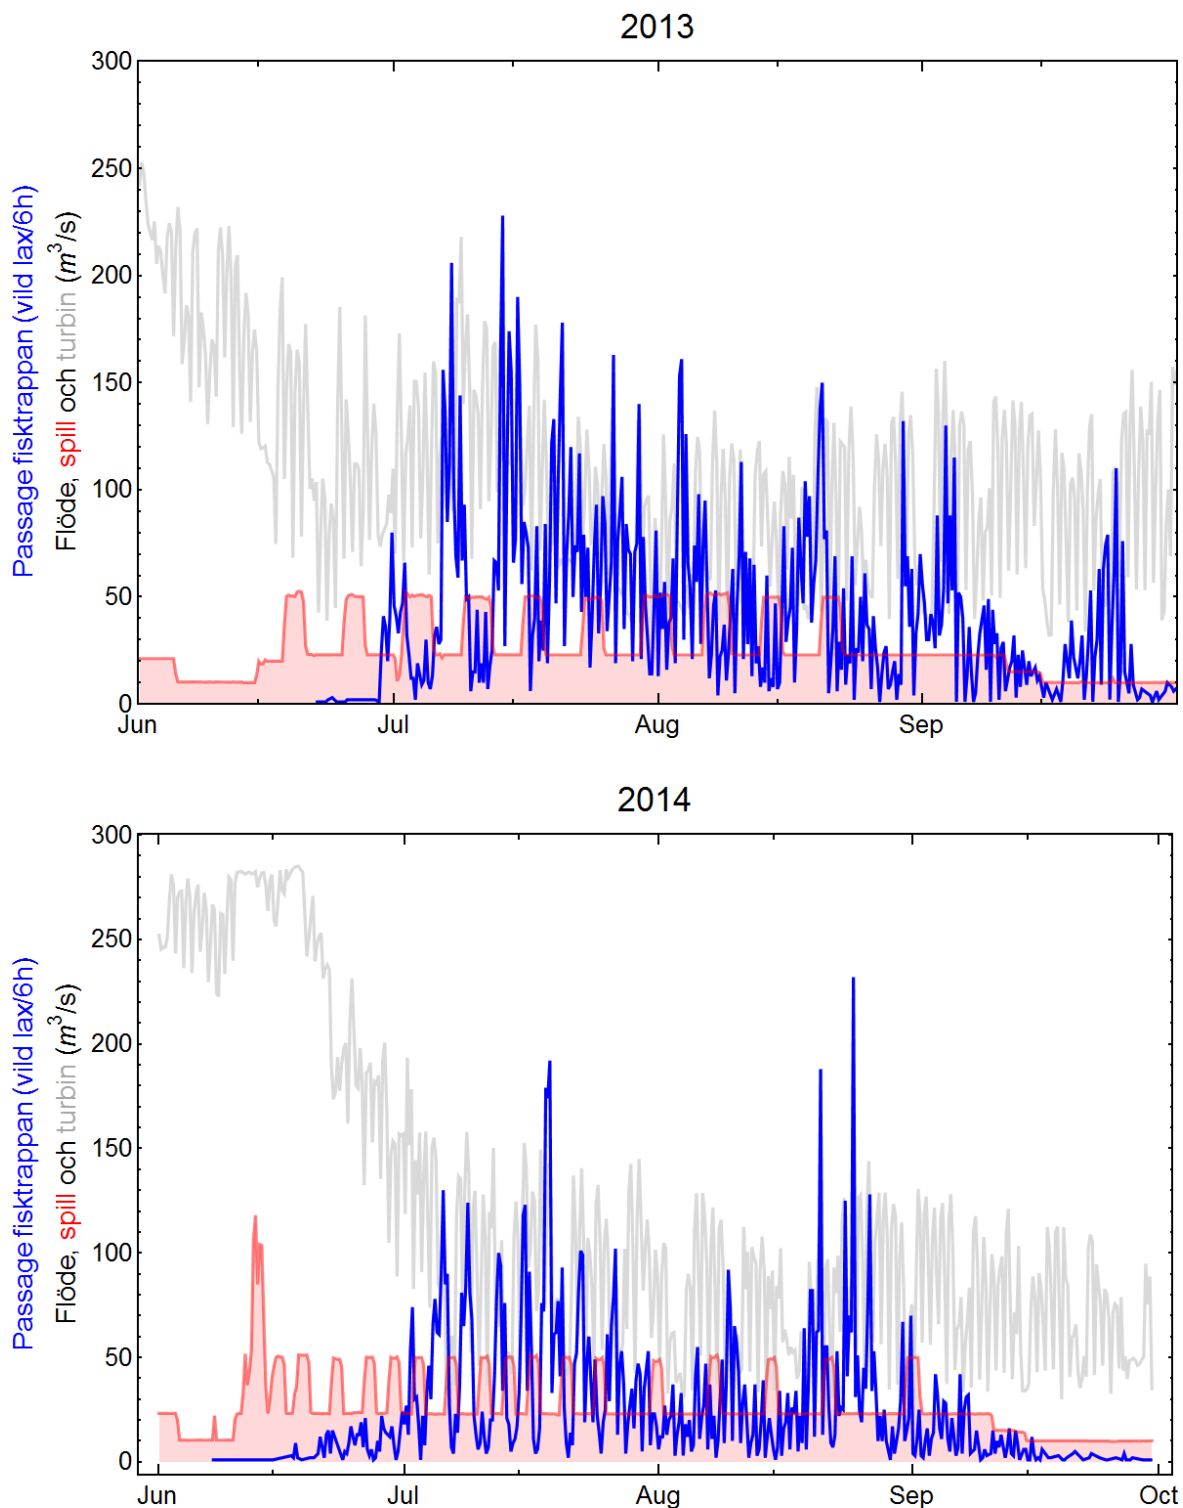 2013
Passage fisktrappan (vild lax/6h)
Flöde, spill och turbin (m³/s)
300
250
200
150
100
50
0
Jun Jul Aug Sep
2014
Passage fisktrappan (vild lax/6h)
Flöde, spill och turbin (m³/s)
300
250
200
150
100
50
0
Jun Jul Aug Sep Oct